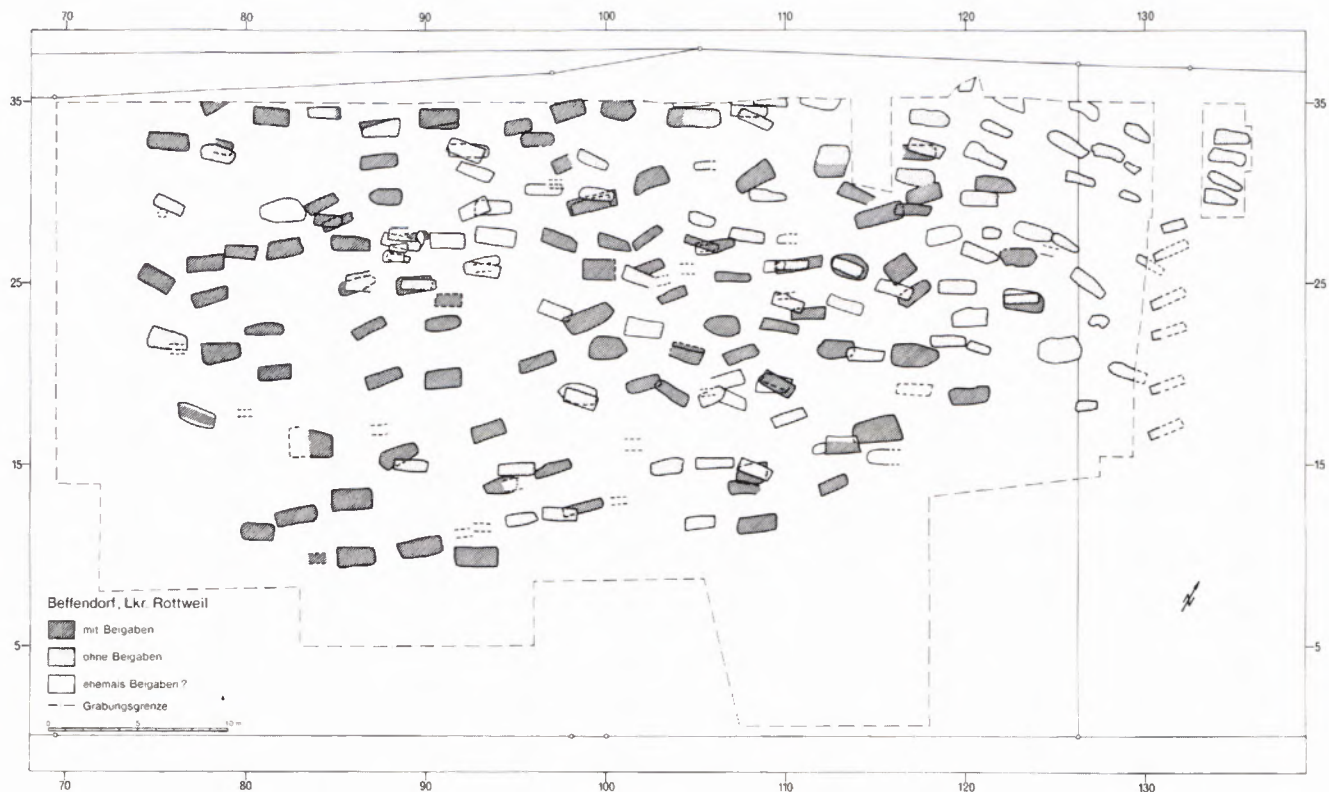 70 80 90 100 110 120 130
35 35
25 25
15 15
5 5
Beffendorf, Lkr. Rottweil
mit Beigaben
ohne Beigaben
ehemals Beigaben ?
Grabungsgrenze
0 5 10 m
70 80 90 100 110 120 130